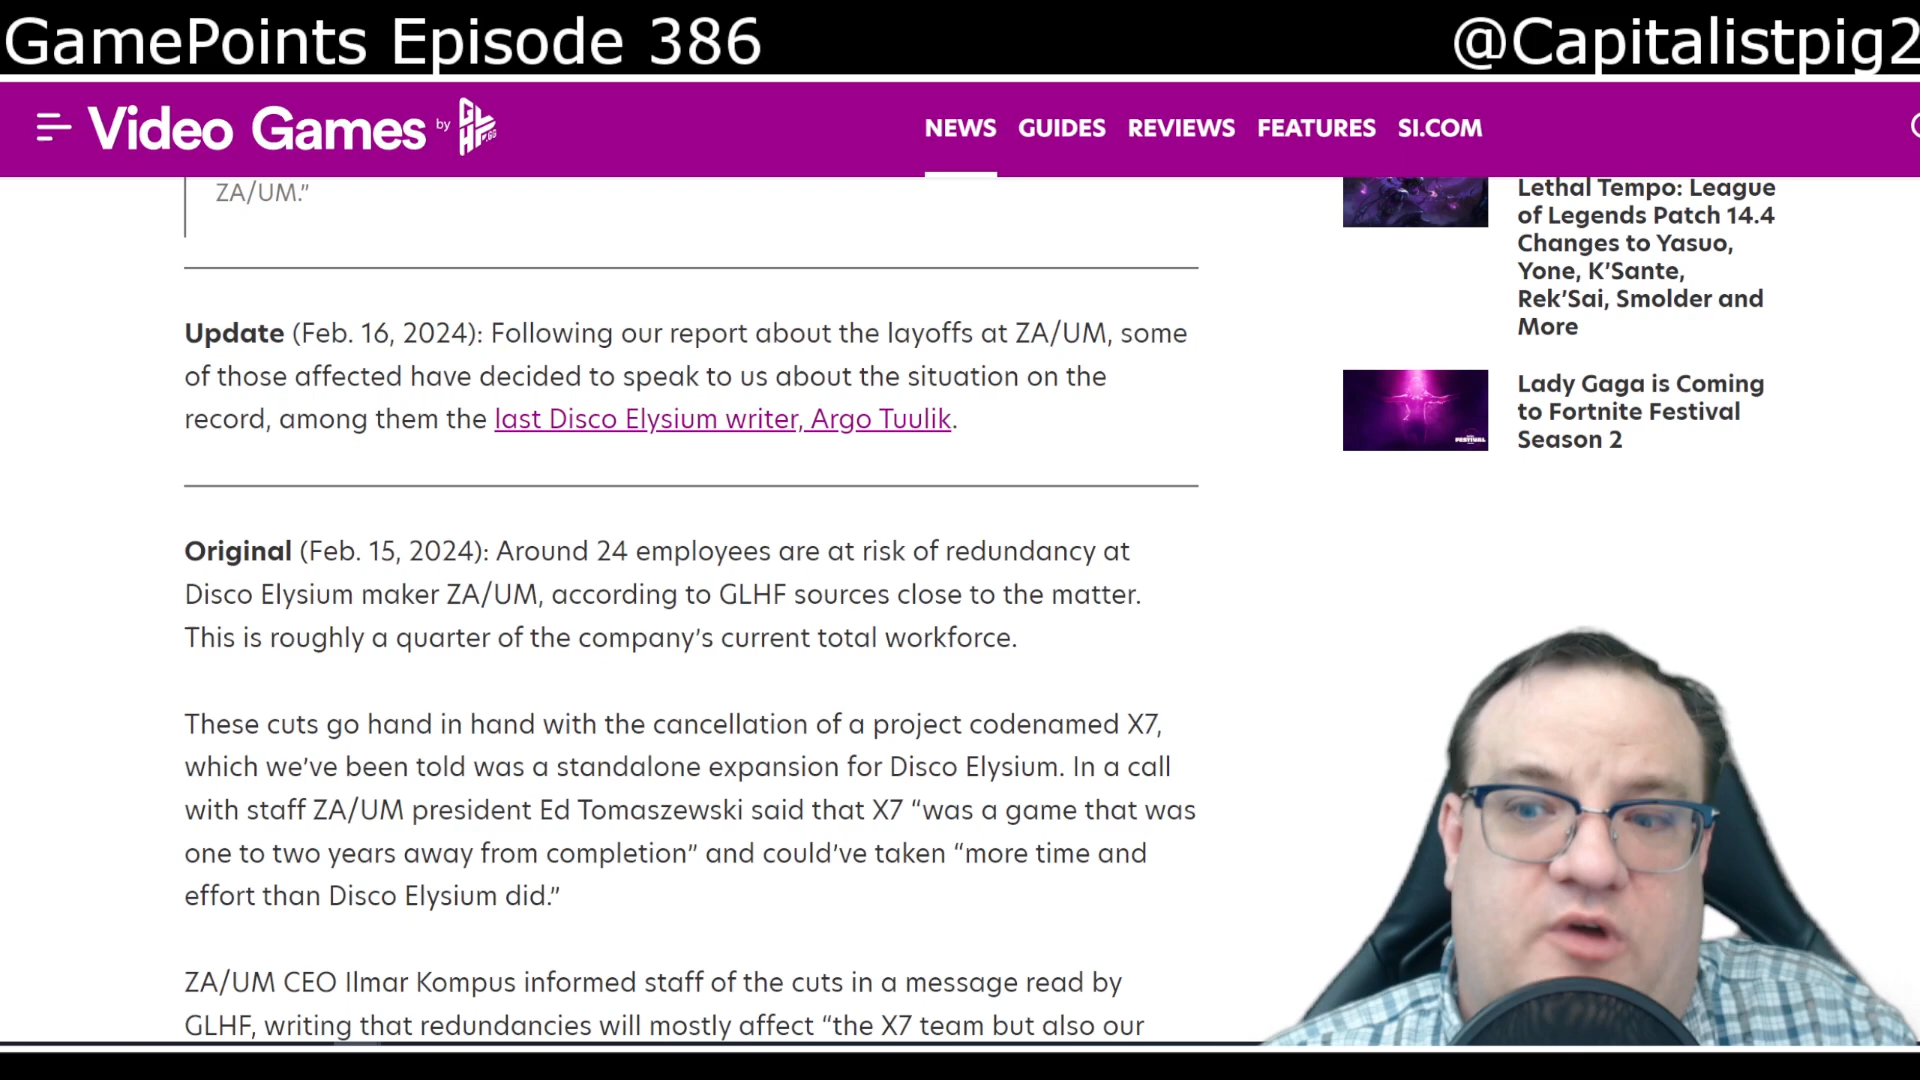 GamePoints Episode 386
@Capitalistpig2
Video Games by GLHF.GG
NEWS GUIDES REVIEWS FEATURES SI.COM
ZA/UM.”
Update (Feb. 16, 2024): Following our report about the layoffs at ZA/UM, some
of those affected have decided to speak to us about the situation on the
record, among them the last Disco Elysium writer, Argo Tuulik.
Original (Feb. 15, 2024): Around 24 employees are at risk of redundancy at
Disco Elysium maker ZA/UM, according to GLHF sources close to the matter.
This is roughly a quarter of the company’s current total workforce.
These cuts go hand in hand with the cancellation of a project codenamed X7,
which we’ve been told was a standalone expansion for Disco Elysium. In a call
with staff ZA/UM president Ed Tomaszewski said that X7 “was a game that was
one to two years away from completion” and could’ve taken “more time and
effort than Disco Elysium did.”
ZA/UM CEO Ilmar Kompus informed staff of the cuts in a message read by
GLHF, writing that redundancies will mostly affect “the X7 team but also our
Lethal Tempo: League
of Legends Patch 14.4
Changes to Yasuo,
Yone, K’Sante,
Rek’Sai, Smolder and
More
FESTIVAL
Lady Gaga is Coming
to Fortnite Festival
Season 2